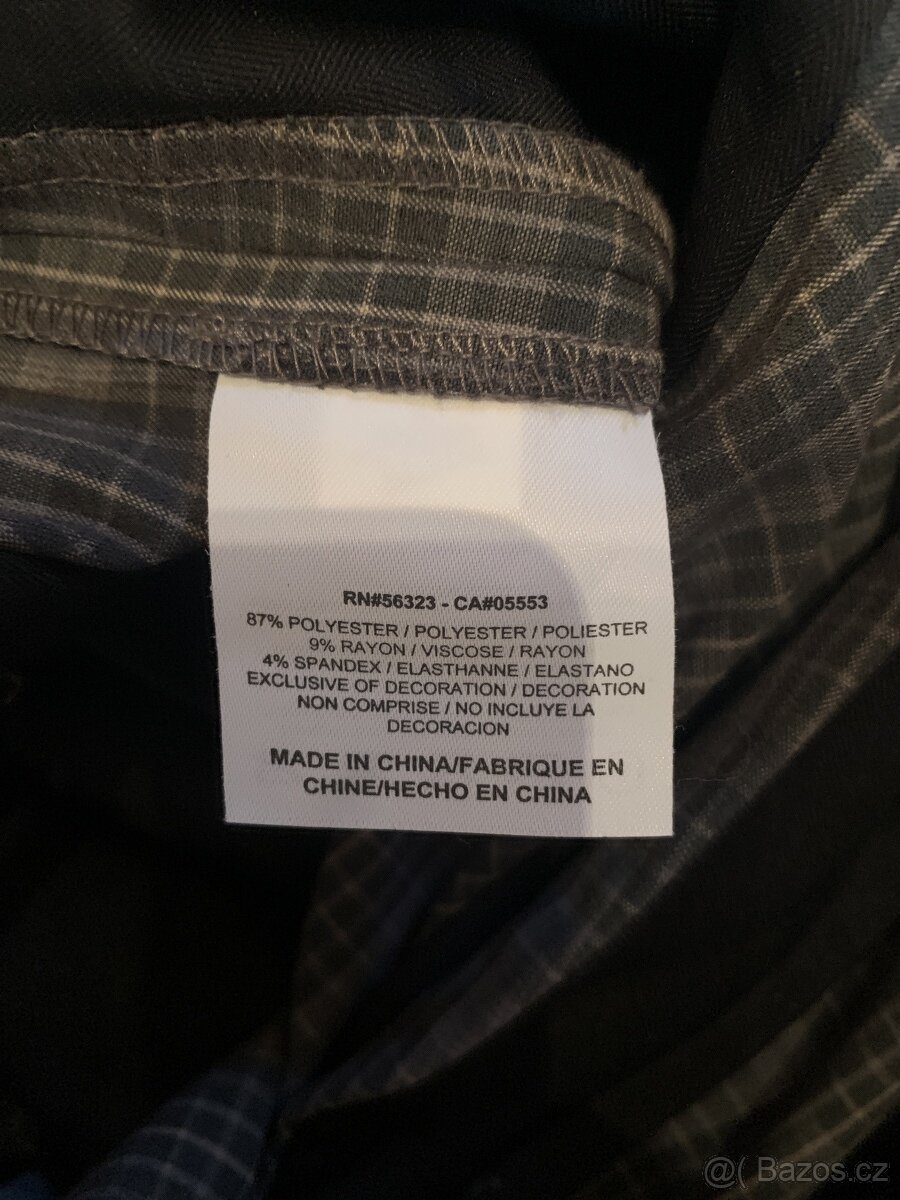 RN#56323 - CA#05553
87% POLYESTER / POLYESTER / POLIESTER
9% RAYON / VISCOSE / RAYON
4% SPANDEX / ELASTHANNE / ELASTANO
EXCLUSIVE OF DECORATION / DECORATION
NON COMPRISE / NO INCLUYE LA
DECORACION
MADE IN CHINA/FABRIQUE EN
CHINE/HECHO EN CHINA
@( Bazos.cz